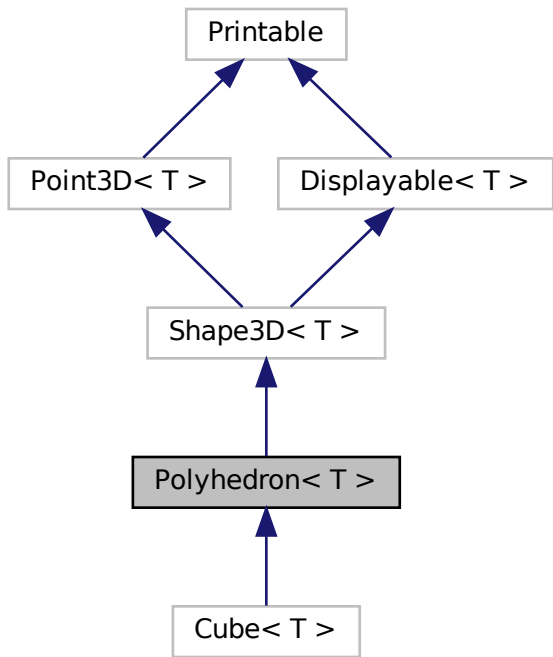 Printable
Point3D< T >
Displayable< T >
Shape3D< T >
Polyhedron< T >
Cube< T >